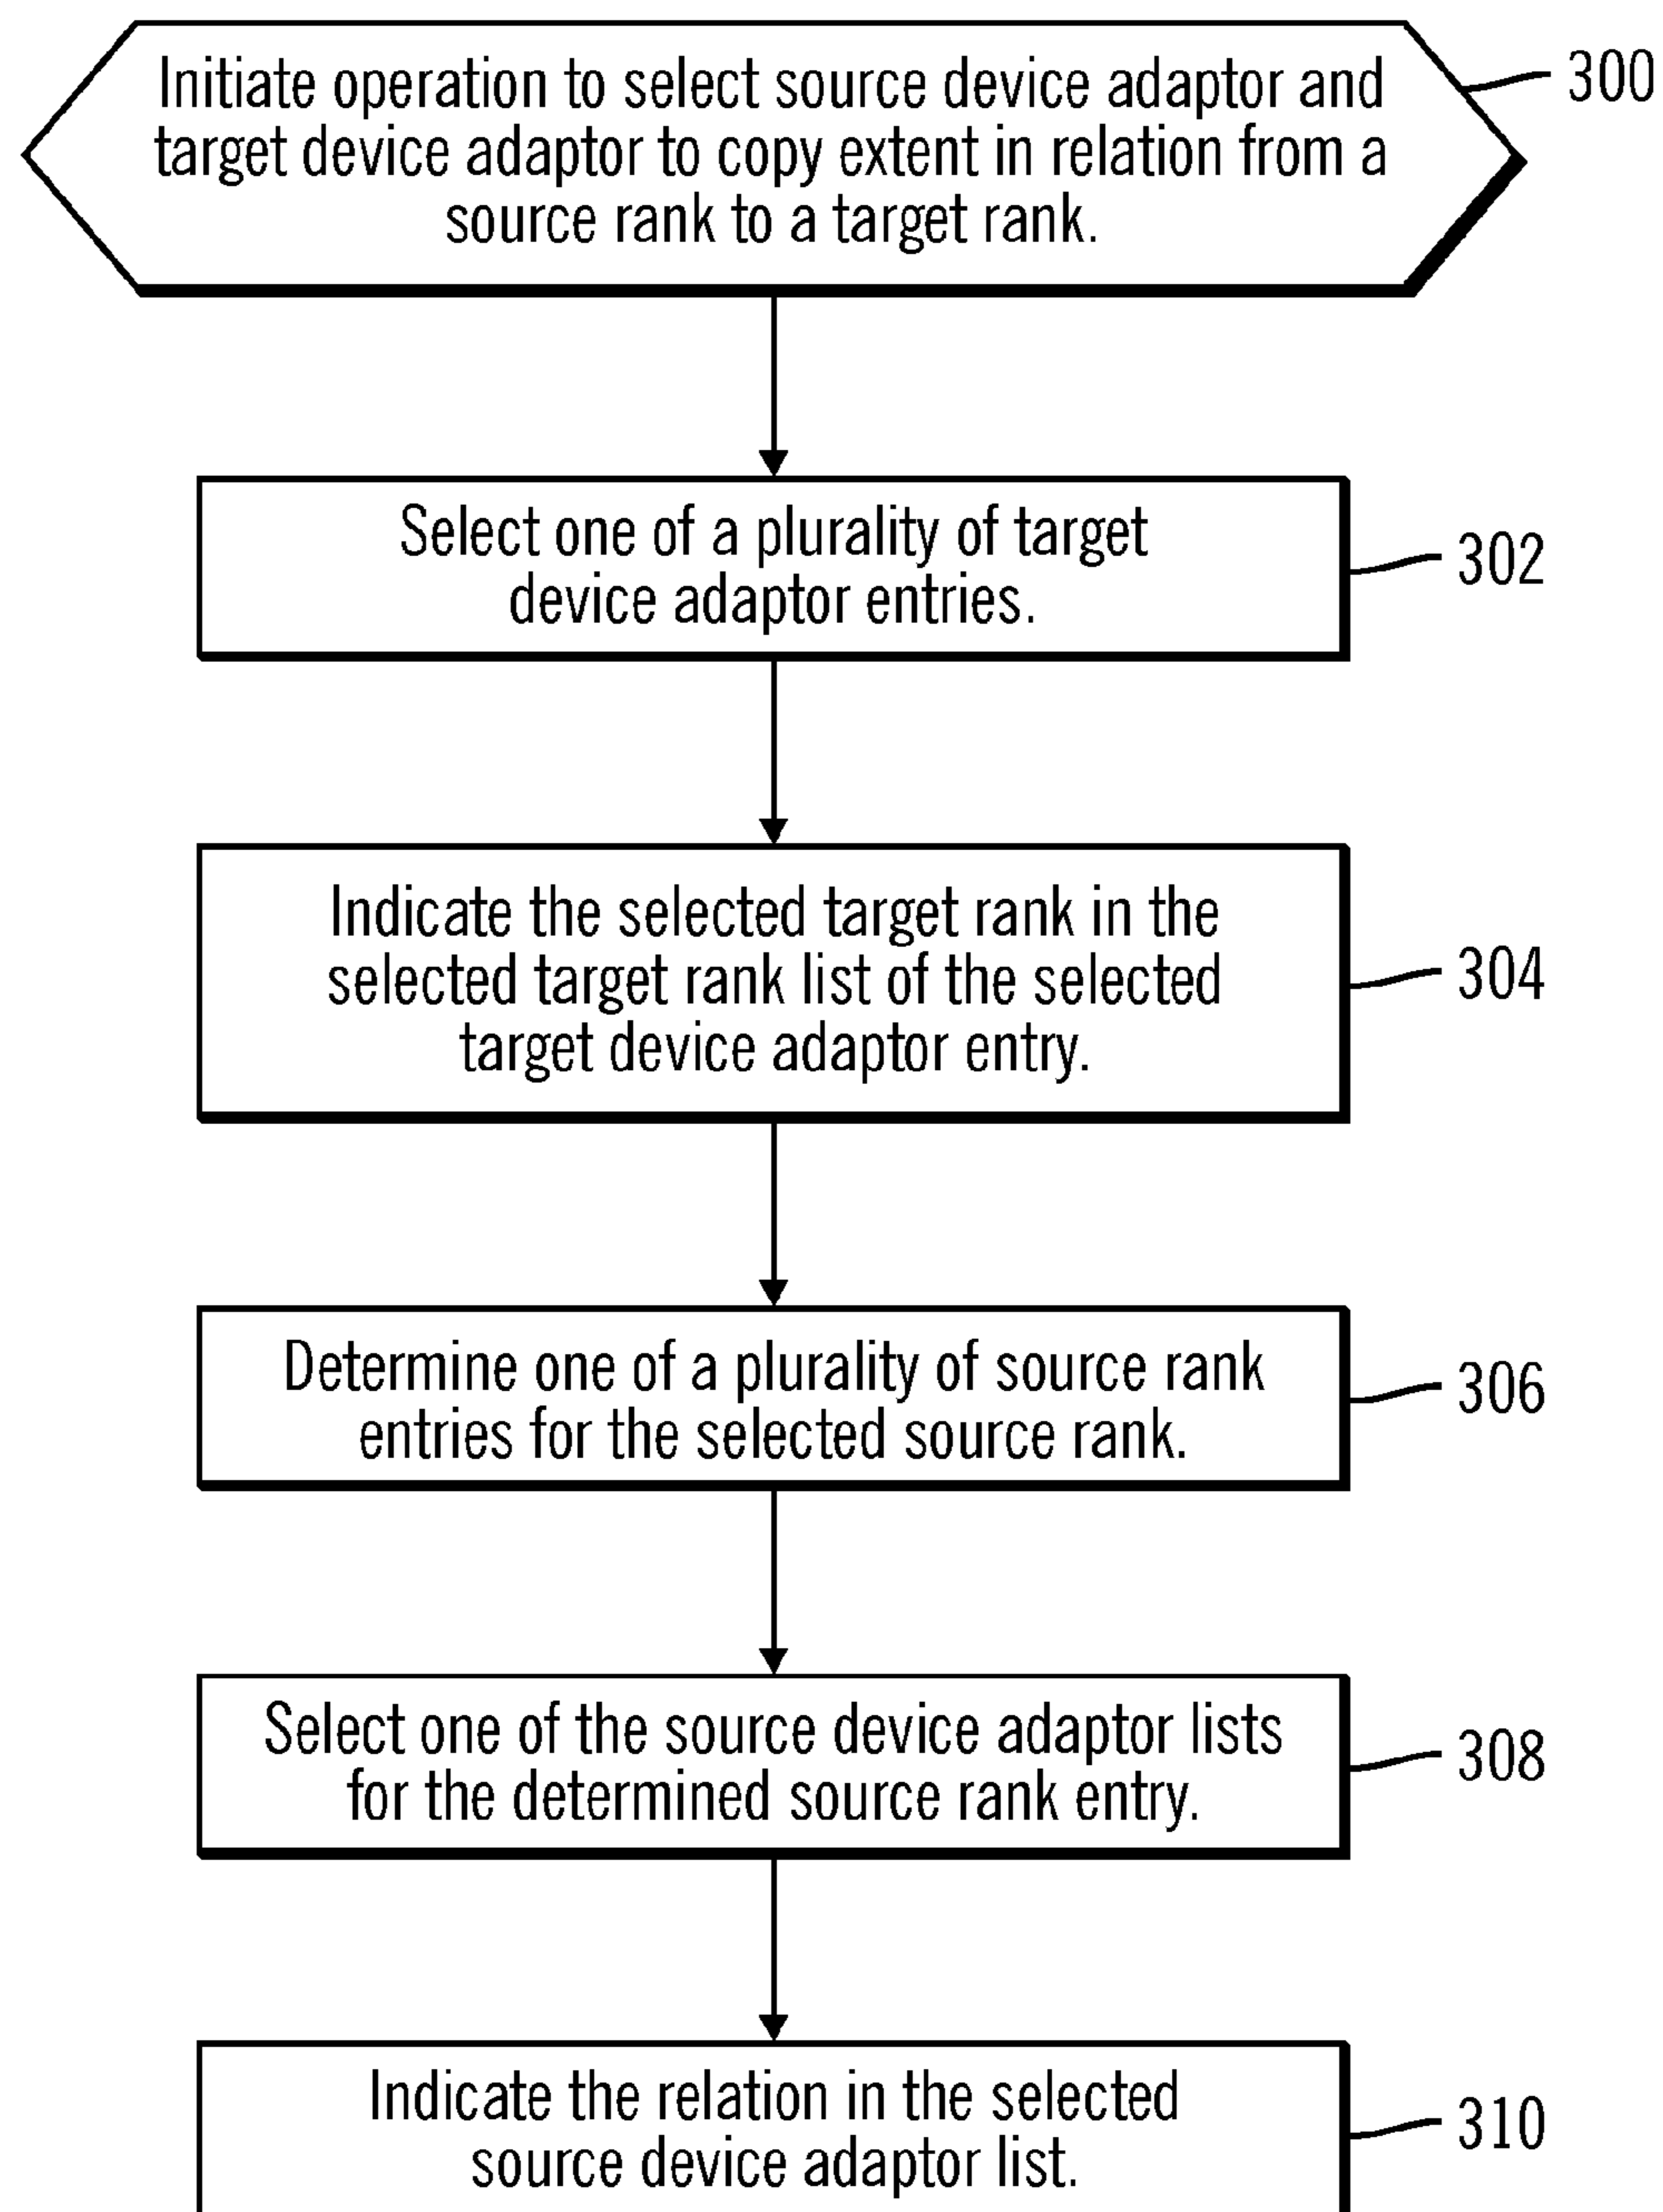 Initiate operation to select source device adaptor and
target device adaptor to copy extent in relation from a
source rank to a target rank.
300
Select one of a plurality of target
device adaptor entries.
302
Indicate the selected target rank in the
selected target rank list of the selected
target device adaptor entry.
304
Determine one of a plurality of source rank
entries for the selected source rank.
306
Select one of the source device adaptor lists
for the determined source rank entry.
308
Indicate the relation in the selected
source device adaptor list.
310